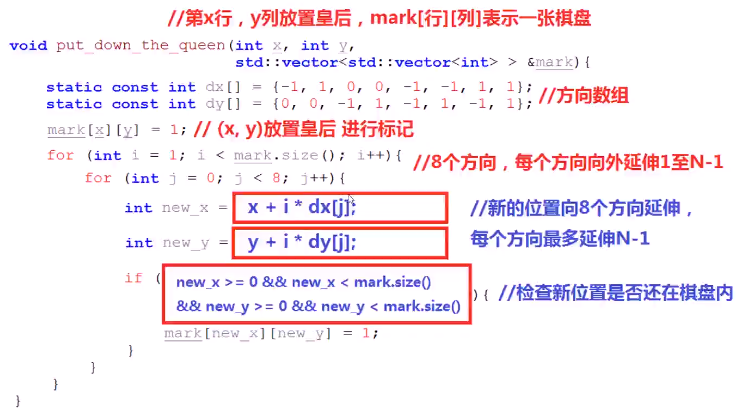 //第x行，y列放置皇后，mark[行][列]表示一张棋盘
void put_down_the_queen(int x, int y,
std::vector<std::vector<int> > &mark){
static const int dx[] = {-1, 1, 0, 0, -1, -1, 1, 1};
static const int dy[] = {0, 0, -1, 1, -1, 1, -1, 1}; //方向数组
mark[x][y] = 1; // (x, y)放置皇后 进行标记
for (int i = 1; i < mark.size(); i++){ //8个方向，每个方向向外延伸1至N-1
for (int j = 0; j < 8; j++){
int new_x = x + i * dx[j]; //新的位置向8个方向延伸，
int new_y = y + i * dy[j]; 每个方向最多延伸N-1
if ( new_x >= 0 && new_x < mark.size()
&& new_y >= 0 && new_y < mark.size() ){ //检查新位置是否还在棋盘内
mark[new_x][new_y] = 1;
}
}
}
}